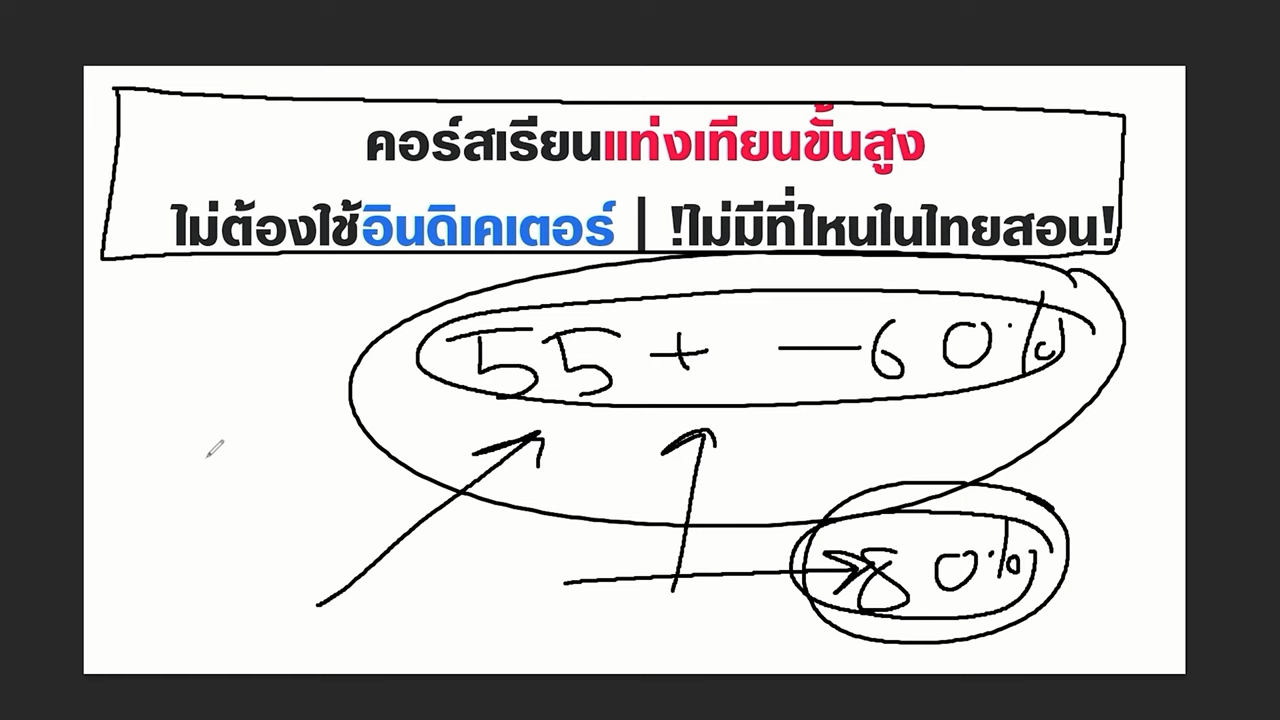 คอร์สเรียนแท่งเทียนขั้นสูง
ไม่ต้องใช้อินดิเคเตอร์ | !ไม่มีที่ไหนในไทยสอน!
55 + - 60%
80%